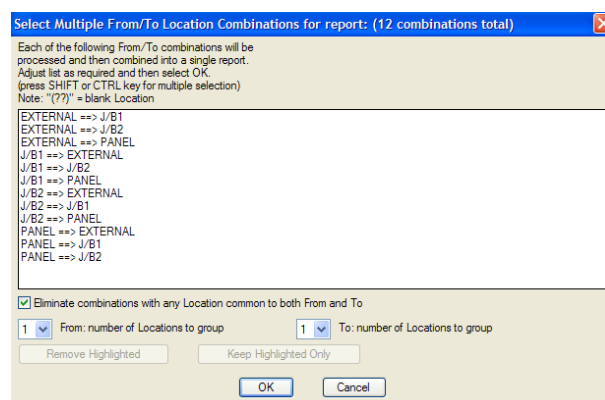 Select Multiple From/To Location Combinations for report: (12 combinations total)
Each of the following From/To combinations will be
processed and then combined into a single report.
Adjust list as required and then select OK.
(press SHIFT or CTRL key for multiple selection)
Note: "(??)" = blank Location
EXTERNAL ==> J/B1
EXTERNAL ==> J/B2
EXTERNAL ==> PANEL
J/B1 ==> EXTERNAL
J/B1 ==> J/B2
J/B1 ==> PANEL
J/B2 ==> EXTERNAL
J/B2 ==> J/B1
J/B2 ==> PANEL
PANEL ==> EXTERNAL
PANEL ==> J/B1
PANEL ==> J/B2
Eliminate combinations with any Location common to both From and To
1 From: number of Locations to group 1 To: number of Locations to group
Remove Highlighted Keep Highlighted Only
OK Cancel